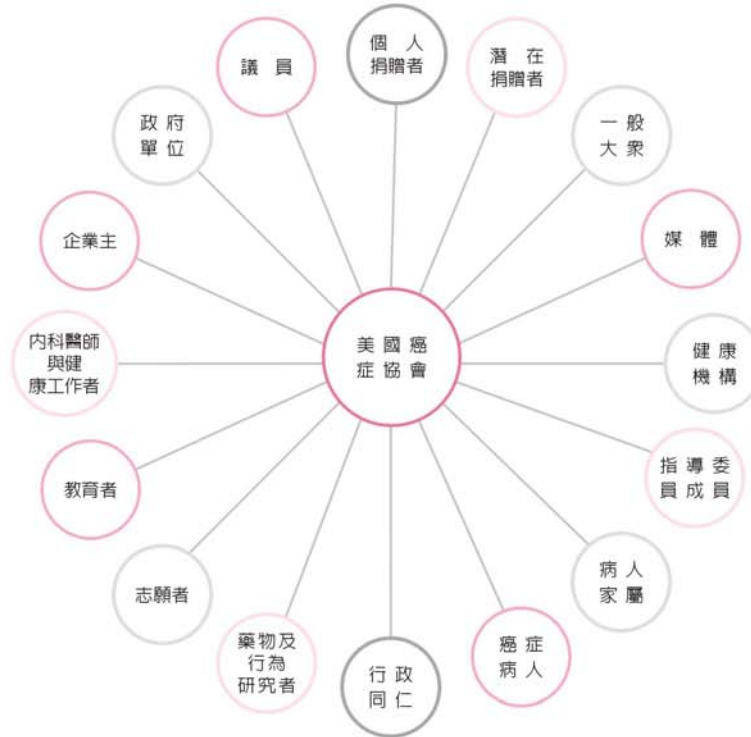 個人
捐贈者
潛在
捐贈者
一般
大眾
媒體
健康
機構
指導委
員成員
病人
家屬
癌症
病人
行政
同仁
藥物及
行為
研究者
志願者
教育者
內科醫師
與健
康工作者
企業主
政府
單位
議員
美國癌
症協會